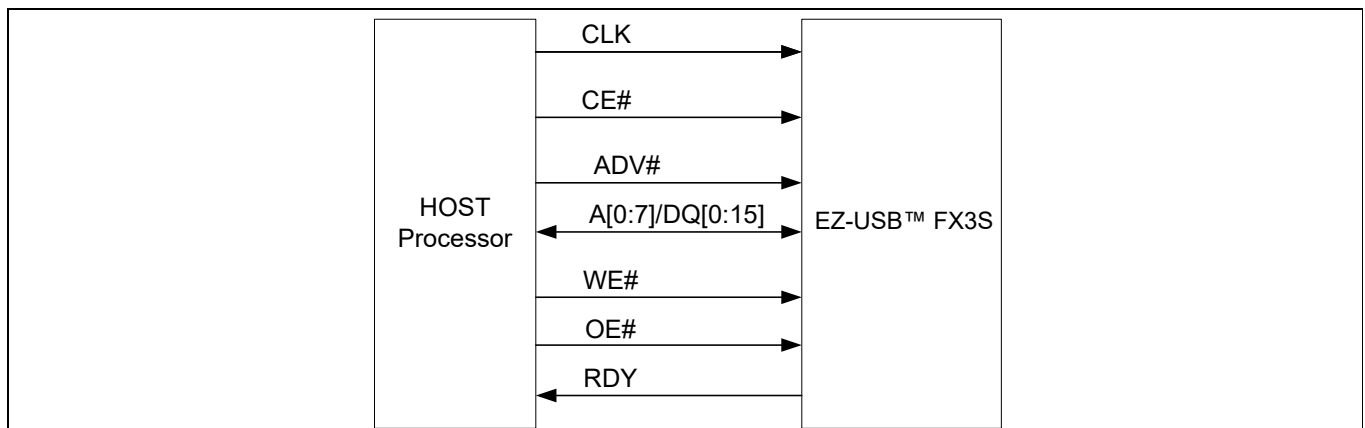 CLK
CE#
ADV#
HOST
Processor
A[0:7]/DQ[0:15]
EZ-USB™ FX3S
WE#
OE#
RDY